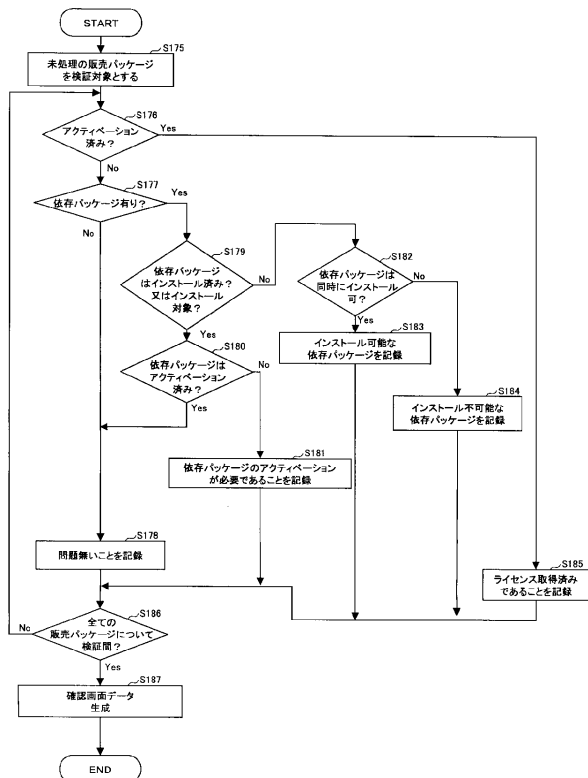 START
S175
未処理の販売パッケージ
を検証対象とする
S176
アクティベーション
済み?
Yes
No
S177
依存パッケージ有り?
Yes
No
S179
依存パッケージ
はインストール済み?
又はインストール
対象?
No
Yes
S182
依存パッケージは
同時にインストール
可?
No
Yes
S183
インストール可能な
依存パッケージを記録
S180
依存パッケージは
アクティベーション
済み?
No
Yes
S184
インストール不可能な
依存パッケージを記録
S181
依存パッケージのアクティベーション
が必要であることを記録
S178
問題無いことを記録
S185
ライセンス取得済み
であることを記録
S186
全ての
販売パッケージについて
検証間?
No
Yes
S187
確認画面データ
生成
END